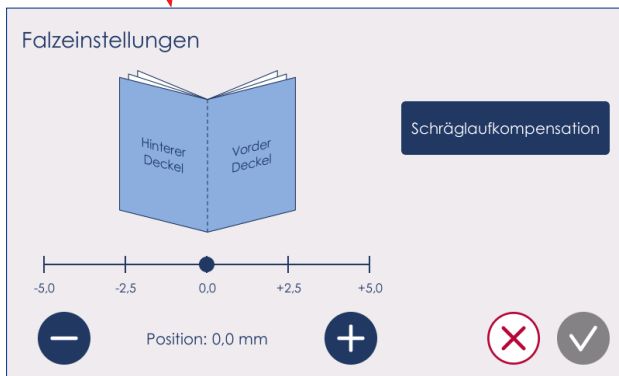 Falzeinstellungen
Hinterer
Deckel
Vorder
Deckel
Schräglaufkompensation
-5,0 -2,5 0,0 +2,5 +5,0
Position: 0,0 mm